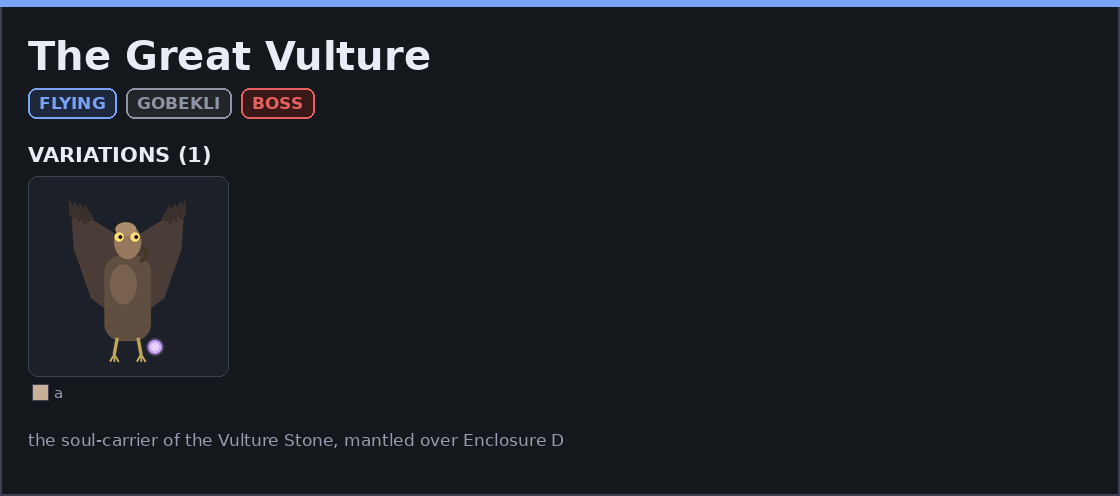 The Great Vulture
FLYING GOBEKLI BOSS
VARIATIONS (1)
a
the soul-carrier of the Vulture Stone, mantled over Enclosure D